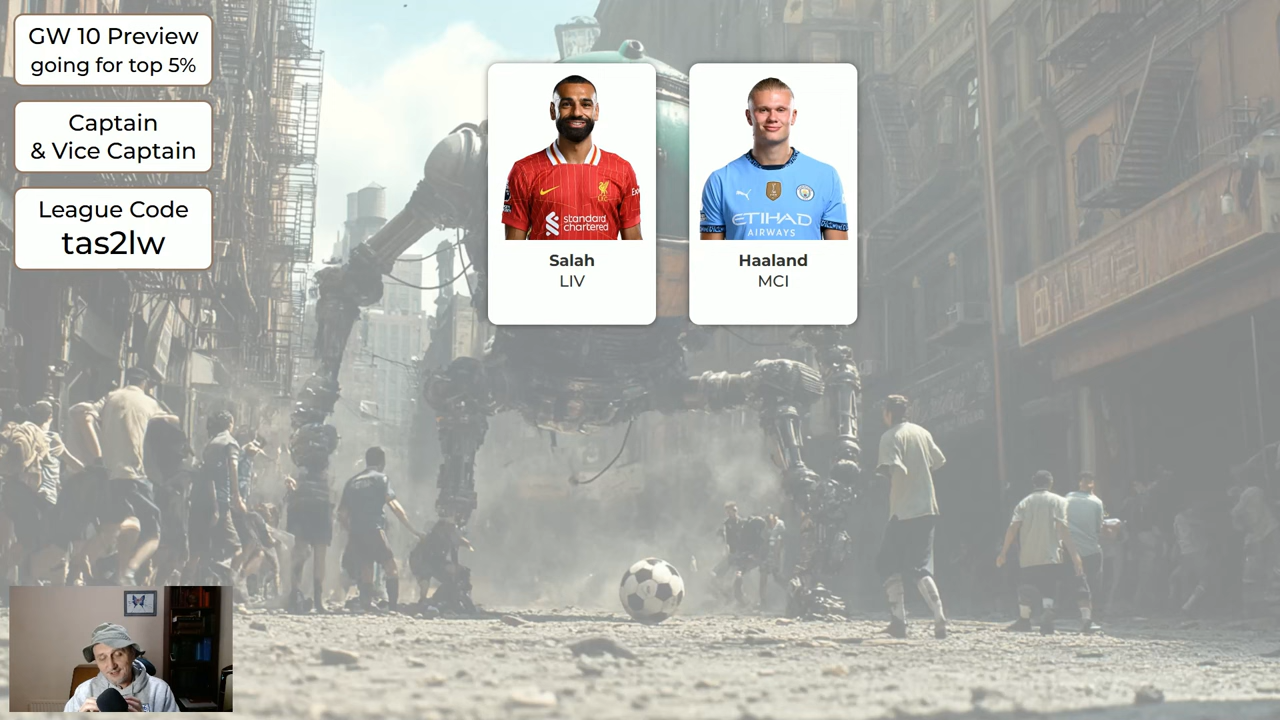 GW 10 Preview
going for top 5%
Captain
& Vice Captain
League Code
tas2lw
standard
chartered
Salah
LIV
ETIHAD
AIRWAYS
Haaland
MCI